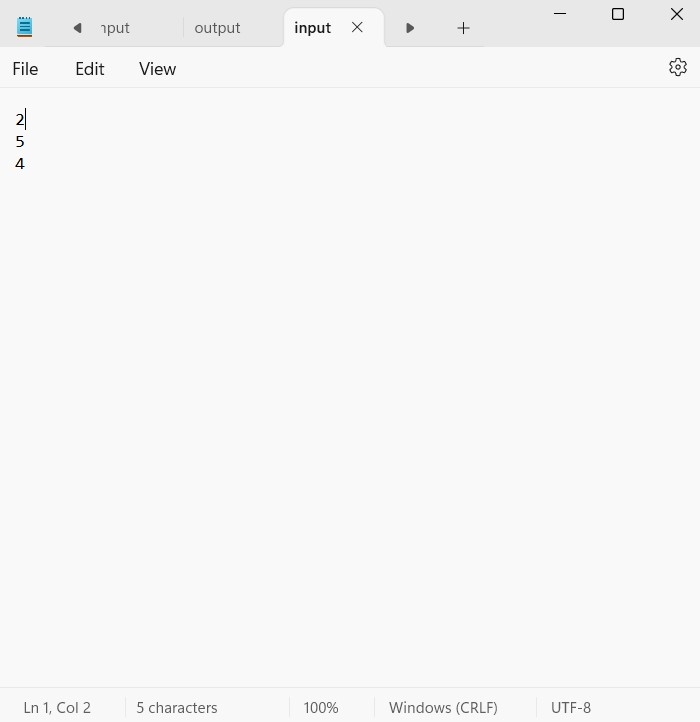 output
input
File Edit View
2
5
4
Ln 1, Col 2 5 characters 100% Windows (CRLF) UTF-8